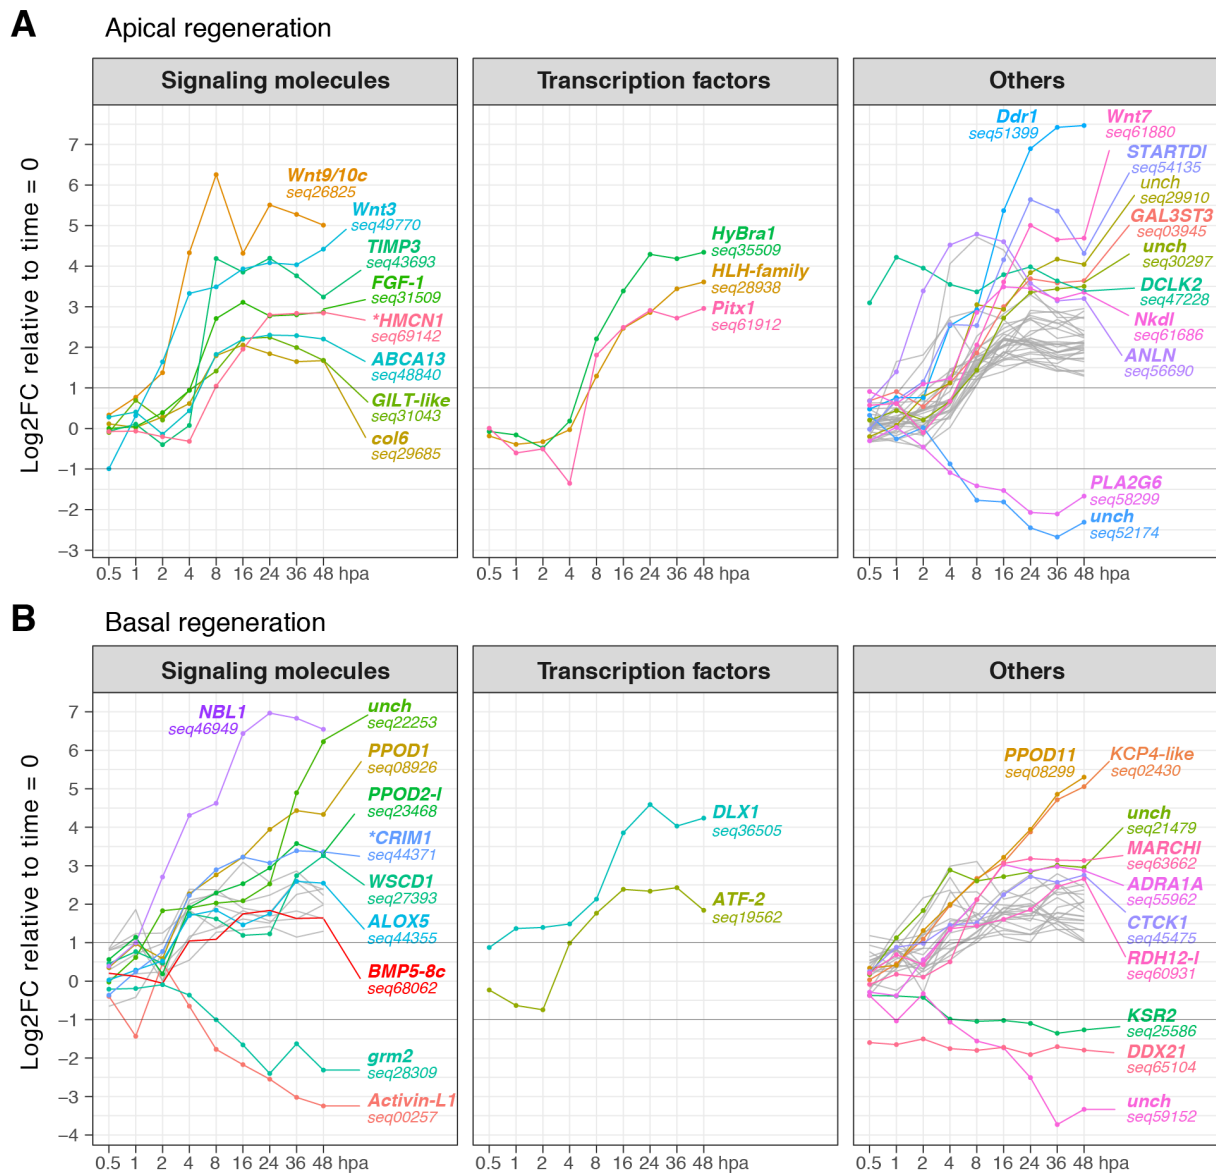 A Apical regeneration
Signaling molecules
Transcription factors
Others
Log2FC relative to time = 0
7
6
5
4
3
2
1
0
−1
−2
−3
Wnt9/10c
seq26825
Wnt3
seq49770
TIMP3
seq43693
FGF-1
seq31509
*HMCN1
seq69142
ABCA13
seq48840
GILT-like
seq31043
col6
seq29685
HyBra1
seq35509
HLH-family
seq28938
Pitx1
seq61912
Ddr1
seq51399
Wnt7
seq61880
STARTDl
seq54135
unch
seq29910
GAL3ST3
seq03945
unch
seq30297
DCLK2
seq47228
Nkdl
seq61686
ANLN
seq56690
PLA2G6
seq58299
unch
seq52174
0.5 1 2 4 8 16 24 36 48 hpa
0.5 1 2 4 8 16 24 36 48 hpa
0.5 1 2 4 8 16 24 36 48 hpa
B Basal regeneration
Signaling molecules
Transcription factors
Others
Log2FC relative to time = 0
7
6
5
4
3
2
1
0
−1
−2
−3
−4
NBL1
seq46949
unch
seq22253
PPOD1
seq08926
PPOD2-l
seq23468
*CRIM1
seq44371
WSCD1
seq27393
ALOX5
seq44355
BMP5-8c
seq68062
grm2
seq28309
Activin-L1
seq00257
DLX1
seq36505
ATF-2
seq19562
PPOD11
seq08299
KCP4-like
seq02430
unch
seq21479
MARCHl
seq63662
ADRA1A
seq55962
CTCK1
seq45475
RDH12-l
seq60931
KSR2
seq25586
DDX21
seq65104
unch
seq59152
0.5 1 2 4 8 16 24 36 48 hpa
0.5 1 2 4 8 16 24 36 48 hpa
0.5 1 2 4 8 16 24 36 48 hpa